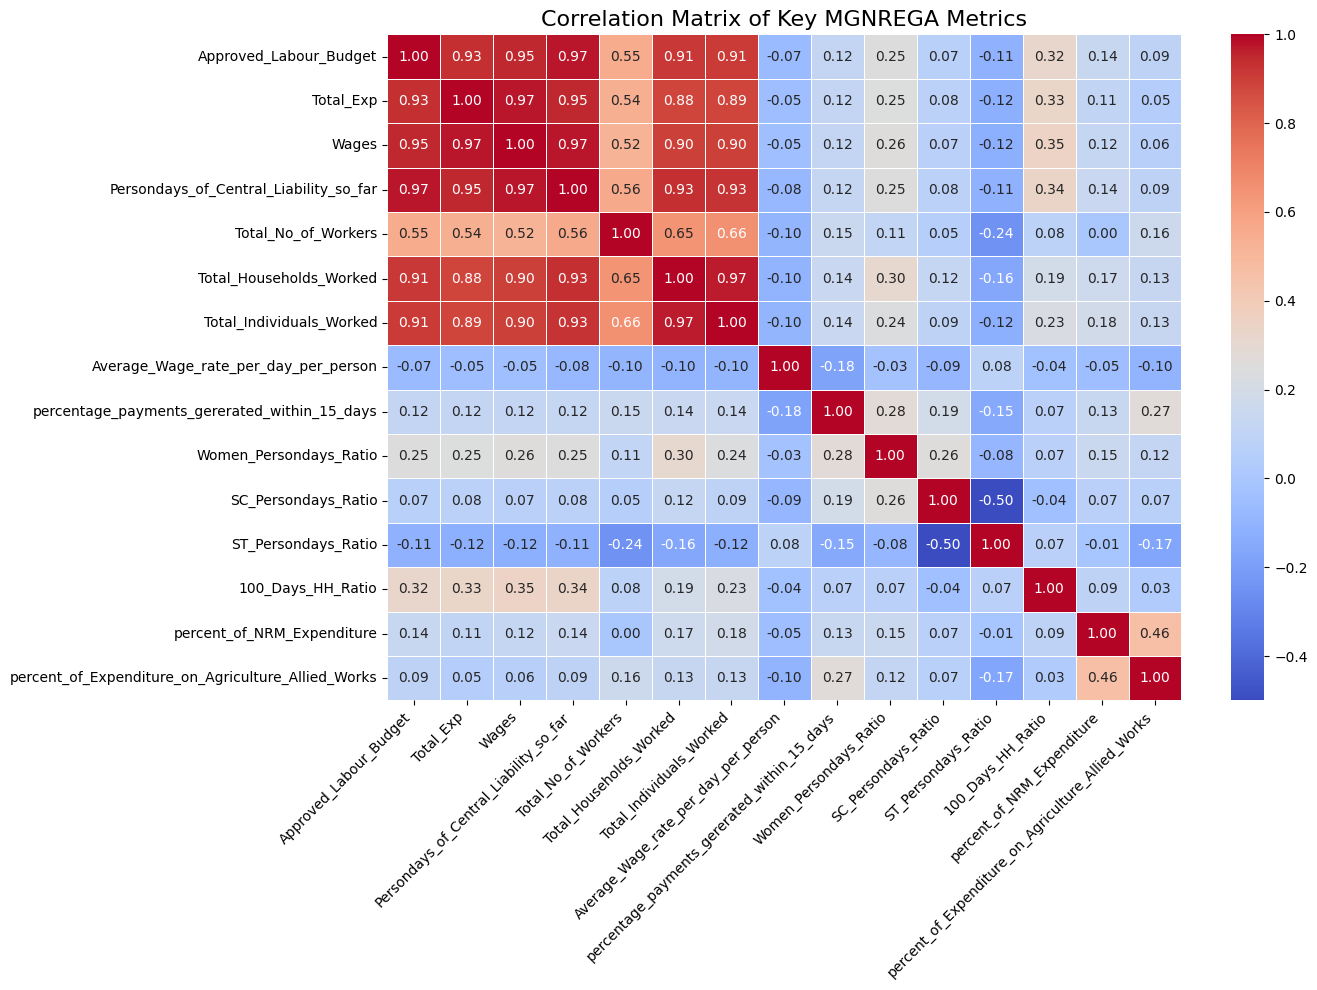 Correlation Matrix of Key MGNREGA Metrics
Approved_Labour_Budget 1.00 0.93 0.95 0.97 0.55 0.91 0.91 -0.07 0.12 0.25 0.07 -0.11 0.32 0.14 0.09
Total_Exp 0.93 1.00 0.97 0.95 0.54 0.88 0.89 -0.05 0.12 0.25 0.08 -0.12 0.33 0.11 0.05
Wages 0.95 0.97 1.00 0.97 0.52 0.90 0.90 -0.05 0.12 0.26 0.07 -0.12 0.35 0.12 0.06
Persondays_of_Central_Liability_so_far 0.97 0.95 0.97 1.00 0.56 0.93 0.93 -0.08 0.12 0.25 0.08 -0.11 0.34 0.14 0.09
Total_No_of_Workers 0.55 0.54 0.52 0.56 1.00 0.65 0.66 -0.10 0.15 0.11 0.05 -0.24 0.08 0.00 0.16
Total_Households_Worked 0.91 0.88 0.90 0.93 0.65 1.00 0.97 -0.10 0.14 0.30 0.12 -0.16 0.19 0.17 0.13
Total_Individuals_Worked 0.91 0.89 0.90 0.93 0.66 0.97 1.00 -0.10 0.14 0.24 0.09 -0.12 0.23 0.18 0.13
Average_Wage_rate_per_day_per_person -0.07 -0.05 -0.05 -0.08 -0.10 -0.10 -0.10 1.00 -0.18 -0.03 -0.09 0.08 -0.04 -0.05 -0.10
percentage_payments_gererated_within_15_days 0.12 0.12 0.12 0.12 0.15 0.14 0.14 -0.18 1.00 0.28 0.19 -0.15 0.07 0.13 0.27
Women_Persondays_Ratio 0.25 0.25 0.26 0.25 0.11 0.30 0.24 -0.03 0.28 1.00 0.26 -0.08 0.07 0.15 0.12
SC_Persondays_Ratio 0.07 0.08 0.07 0.08 0.05 0.12 0.09 -0.09 0.19 0.26 1.00 -0.50 -0.04 0.07 0.07
ST_Persondays_Ratio -0.11 -0.12 -0.12 -0.11 -0.24 -0.16 -0.12 0.08 -0.15 -0.08 -0.50 1.00 0.07 -0.01 -0.17
100_Days_HH_Ratio 0.32 0.33 0.35 0.34 0.08 0.19 0.23 -0.04 0.07 0.07 -0.04 0.07 1.00 0.09 0.03
percent_of_NRM_Expenditure 0.14 0.11 0.12 0.14 0.00 0.17 0.18 -0.05 0.13 0.15 0.07 -0.01 0.09 1.00 0.46
percent_of_Expenditure_on_Agriculture_Allied_Works 0.09 0.05 0.06 0.09 0.16 0.13 0.13 -0.10 0.27 0.12 0.07 -0.17 0.03 0.46 1.00
Approved_Labour_Budget
Total_Exp
Wages
Persondays_of_Central_Liability_so_far
Total_No_of_Workers
Total_Households_Worked
Total_Individuals_Worked
Average_Wage_rate_per_day_per_person
percentage_payments_gererated_within_15_days
Women_Persondays_Ratio
SC_Persondays_Ratio
ST_Persondays_Ratio
100_Days_HH_Ratio
percent_of_NRM_Expenditure
percent_of_Expenditure_on_Agriculture_Allied_Works
1.0
0.8
0.6
0.4
0.2
0.0
−0.2
−0.4